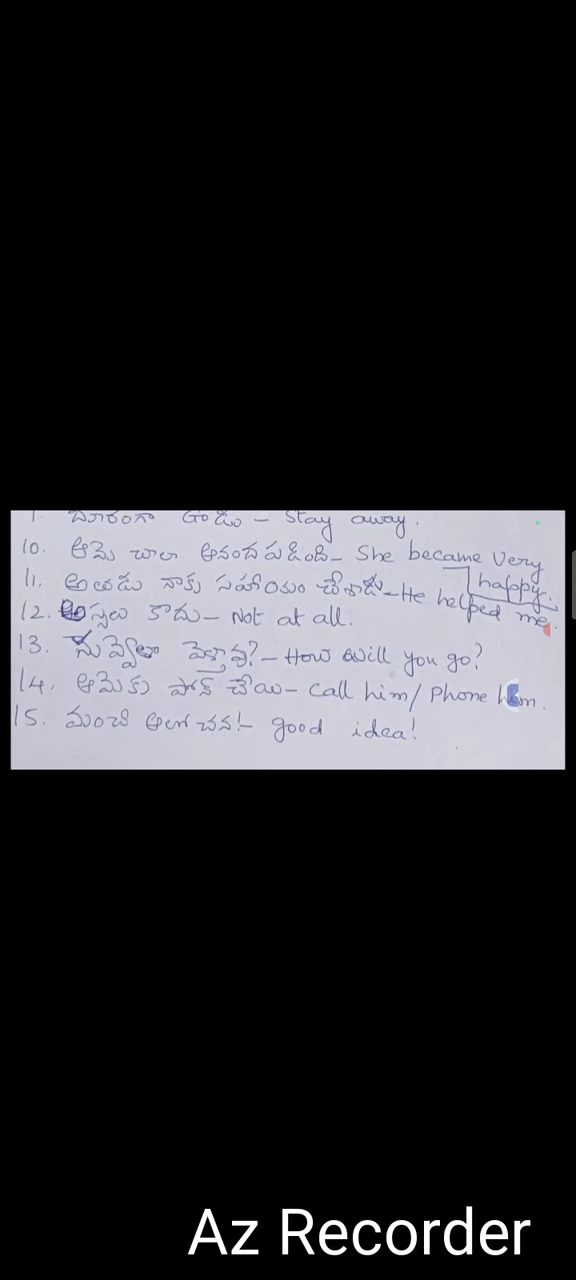 9. దూరంగా ఉండు - Stay away.
10. ఆమె చాలా ఆనందపడింది - She became very happy.
11. అతడు నాకు సహాయం చేశాడు - He helped me.
12. అస్సలు కాదు - Not at all.
13. నువ్వెలా వెళ్తావు? - How will you go?
14. ఆమెకు ఫోన్ చేయి - Call him/ Phone him.
15. మంచి ఆలోచన! - good idea!
Az Recorder